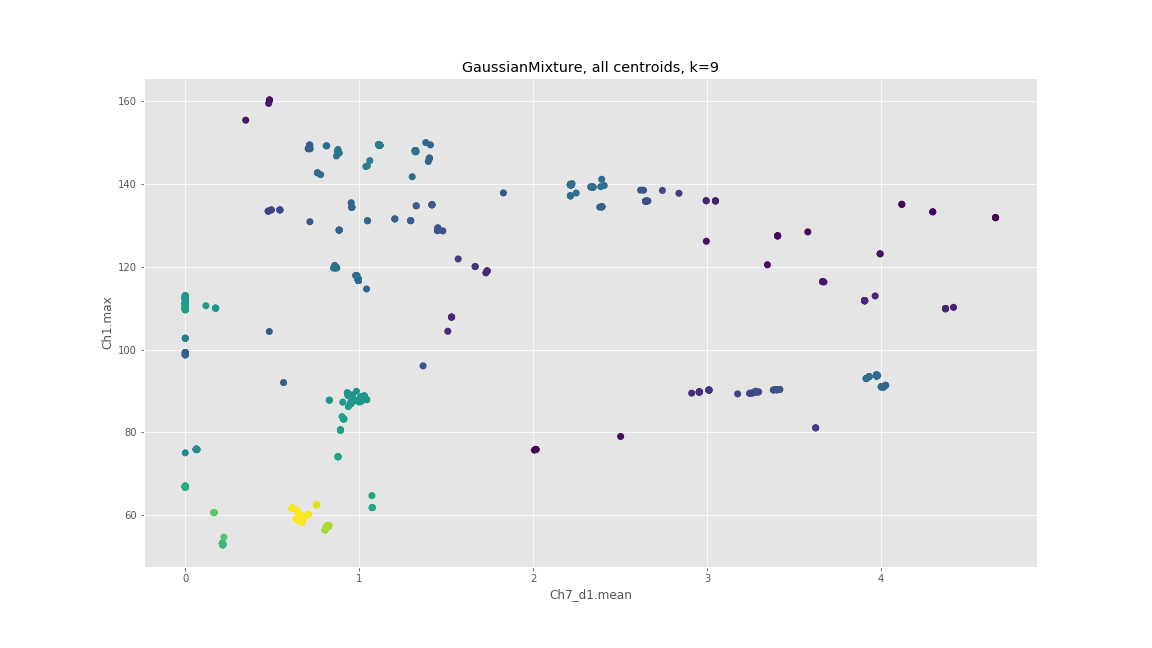 GaussianMixture, all centroids, k=9
160
140
120
100
80
60
Ch1.max
0 1 2 3 4
Ch7_d1.mean